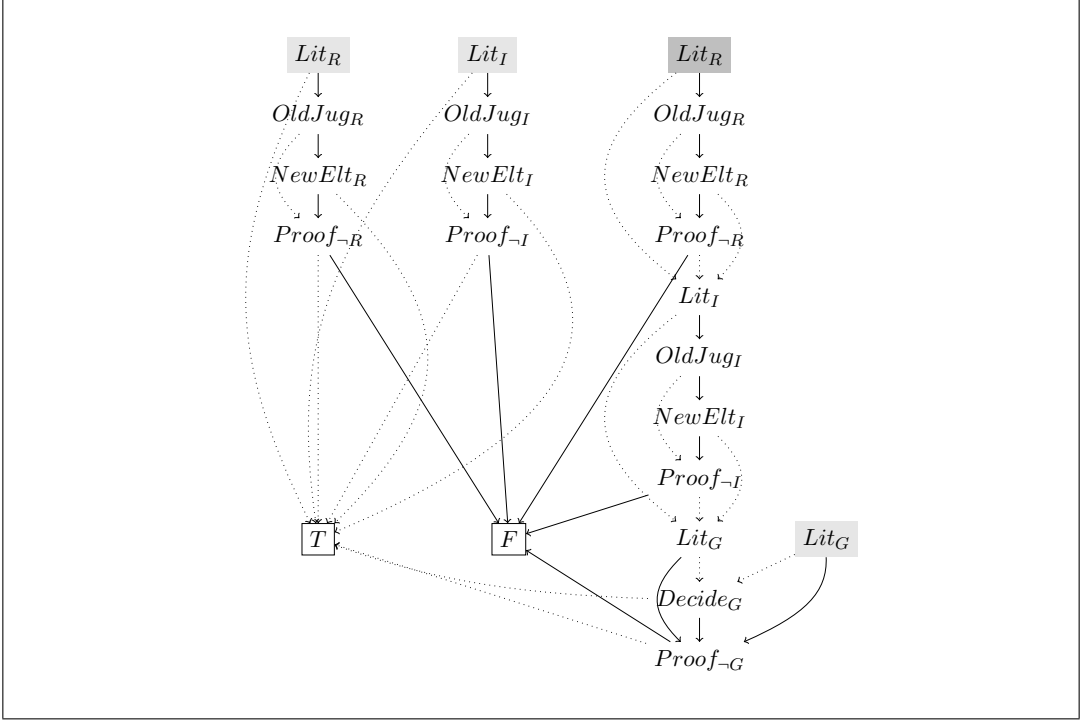 Lit_R Lit_I Lit_R
OldJug_R OldJug_I OldJug_R
NewElt_R NewElt_I NewElt_R
Proof_¬R Proof_¬I Proof_¬R
Lit_I
OldJug_I
NewElt_I
Proof_¬I
T F Lit_G Lit_G
Decide_G
Proof_¬G